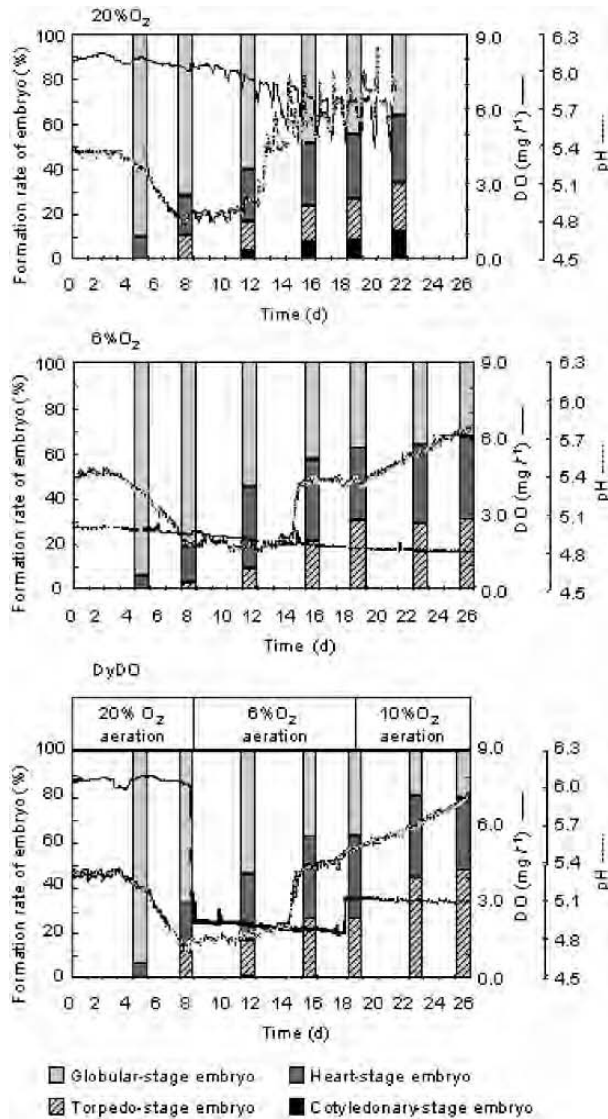 20%O₂
Formation rate of embryo (%)
100
80
60
40
20
0
0 2 4 6 8 10 12 14 16 18 20 22 24 26
Time (d)
9.0
6.0
3.0
0.0
DO (mg l⁻¹)
6.3
6.0
5.7
5.4
5.1
4.8
4.5
pH
6%O₂
Formation rate of embryo (%)
100
80
60
40
20
0
0 2 4 6 8 10 12 14 16 18 20 22 24 26
Time (d)
9.0
6.0
3.0
0.0
DO (mg l⁻¹)
6.3
6.0
5.7
5.4
5.1
4.8
4.5
pH
DyDO
20% O₂ aeration
6%O₂ aeration
10%O₂ aeration
Formation rate of embryo (%)
100
80
60
40
20
0
0 2 4 6 8 10 12 14 16 18 20 22 24 26
Time (d)
9.0
6.0
3.0
0.0
DO (mg l⁻¹)
6.3
6.0
5.7
5.4
5.1
4.8
4.5
pH
Globular-stage embryo
Heart-stage embryo
Torpedo-stage embryo
Cotyledonary-stage embryo